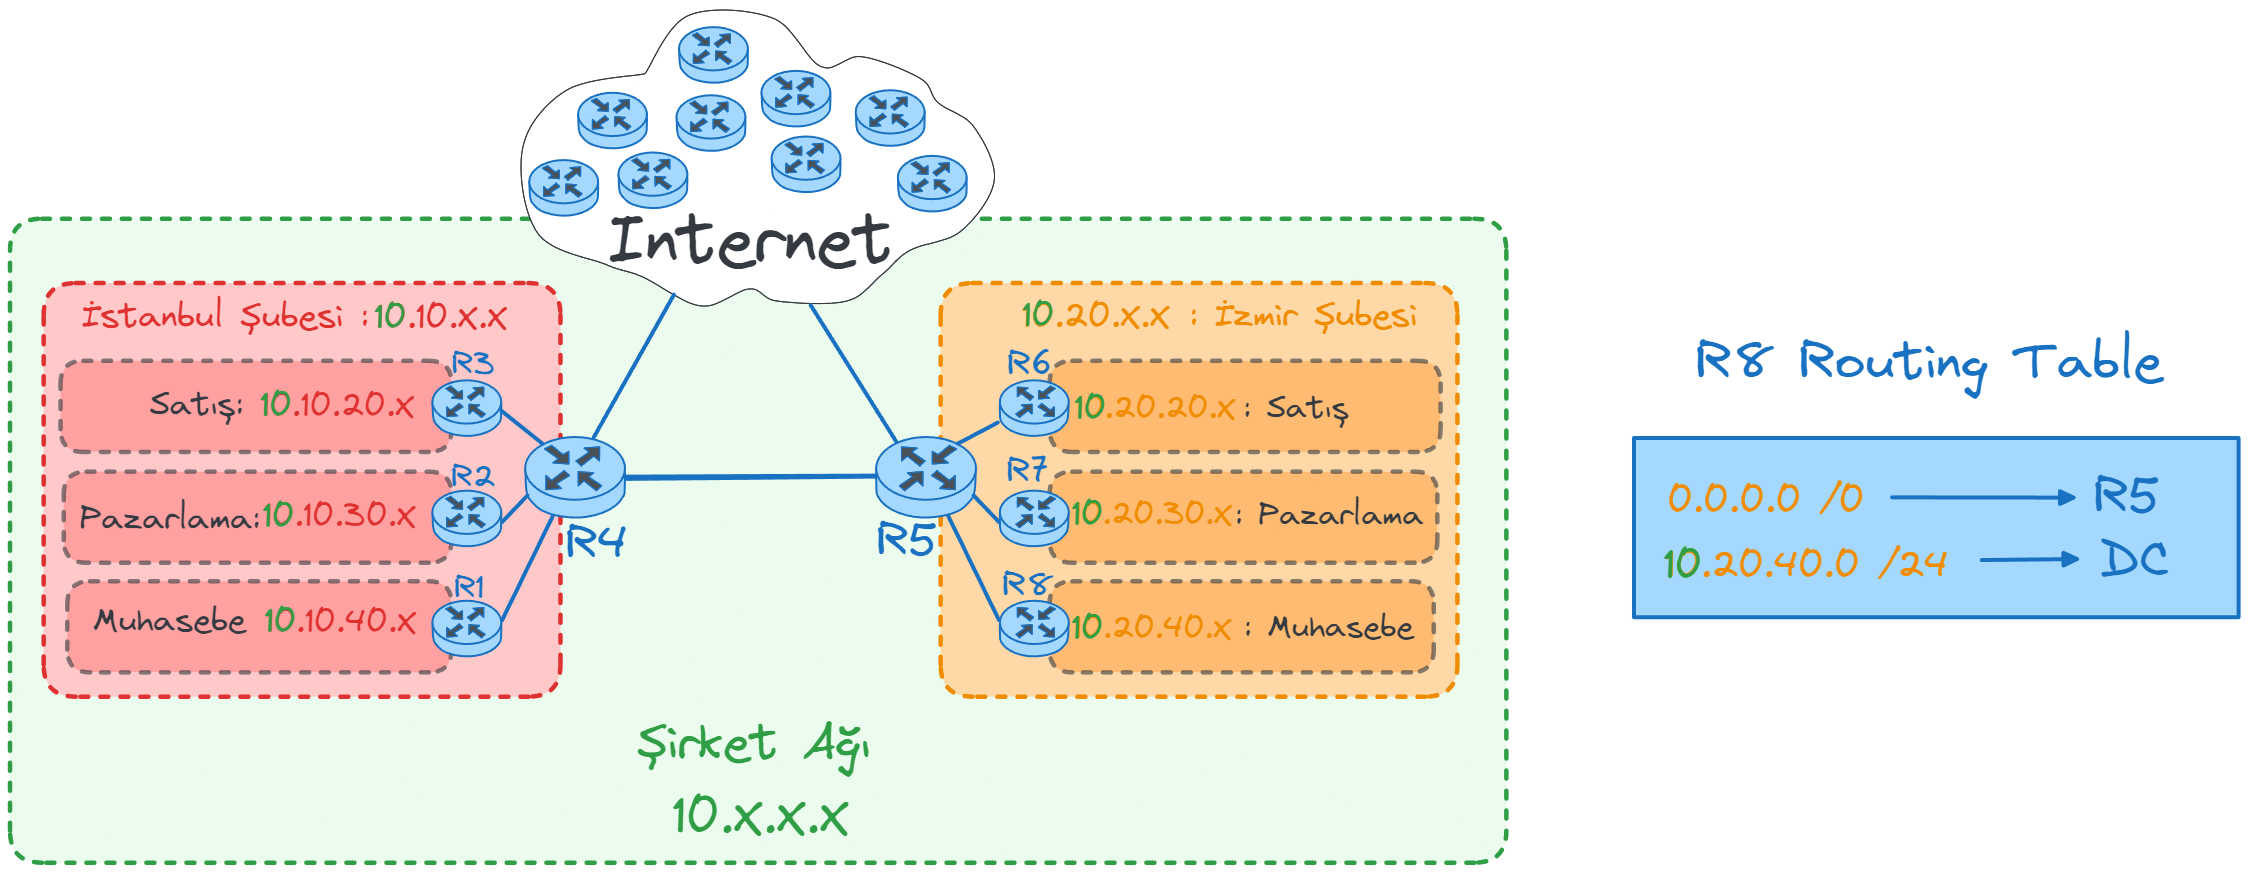 Internet
İstanbul Şubesi :10.10.x.x
R3
Satış: 10.10.20.x
R2
Pazarlama:10.10.30.x
R1
Muhasebe 10.10.40.x
R4
R5
10.20.x.x : İzmir Şubesi
R6
10.20.20.x : Satış
R7
10.20.30.x: Pazarlama
R8
10.20.40.x : Muhasebe
Şirket Ağı
10.x.x.x
R8 Routing Table
0.0.0.0 /0 R5
10.20.40.0 /24 DC